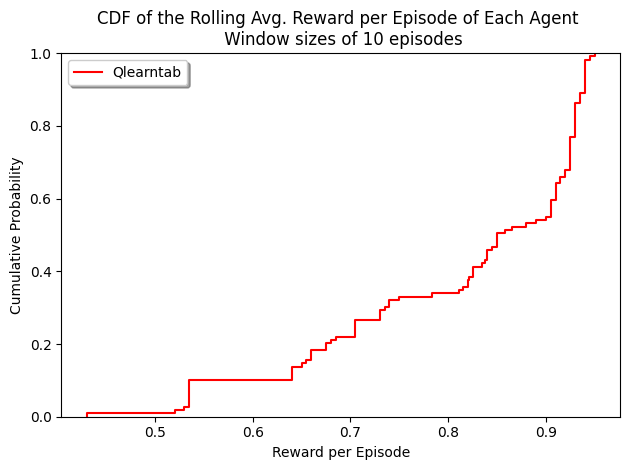 CDF of the Rolling Avg. Reward per Episode of Each Agent
Window sizes of 10 episodes
Qlearntab
1.0
0.8
0.6
0.4
0.2
0.0
Cumulative Probability
0.5 0.6 0.7 0.8 0.9
Reward per Episode